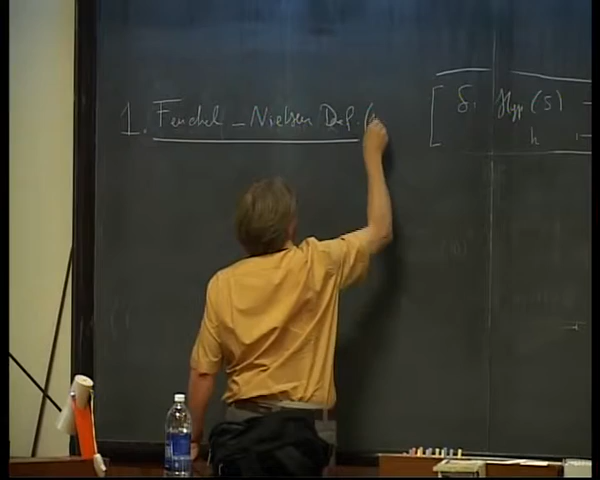 1. Fenchel – Nielsen Def. (
δ: Hyp(S)
h